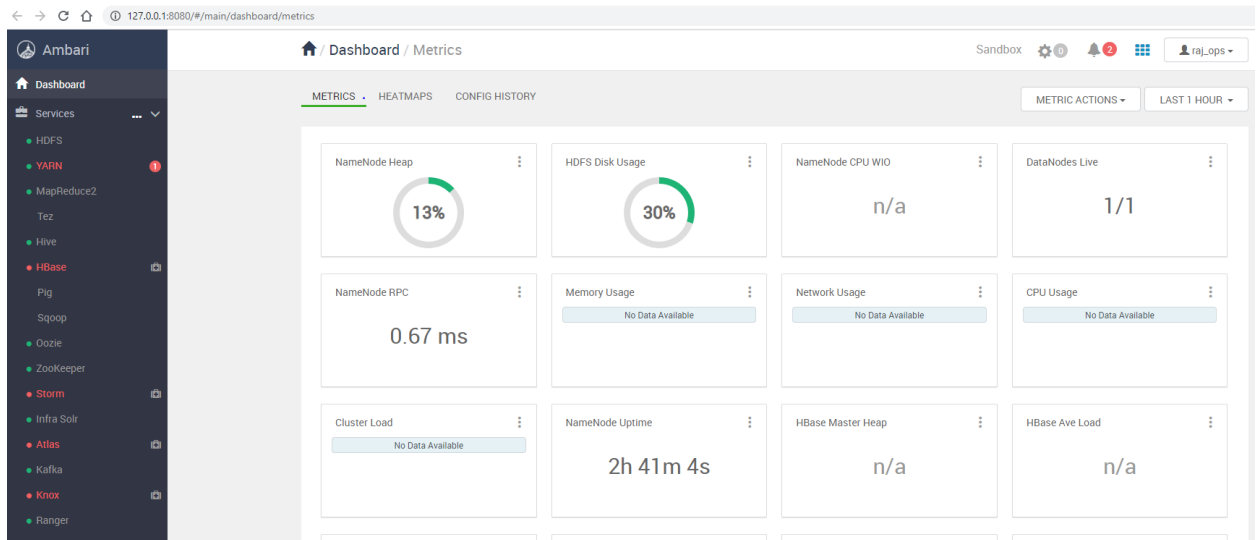 127.0.0.1:8080/#/main/dashboard/metrics
Ambari
Dashboard / Metrics
Sandbox
0
2
raj_ops
Dashboard
Services
...
HDFS
YARN
1
MapReduce2
Tez
Hive
HBase
Pig
Sqoop
Oozie
ZooKeeper
Storm
Infra Solr
Atlas
Kafka
Knox
Ranger
METRICS
HEATMAPS
CONFIG HISTORY
METRIC ACTIONS
LAST 1 HOUR
NameNode Heap
13%
HDFS Disk Usage
30%
NameNode CPU WIO
n/a
DataNodes Live
1/1
NameNode RPC
0.67 ms
Memory Usage
No Data Available
Network Usage
No Data Available
CPU Usage
No Data Available
Cluster Load
No Data Available
NameNode Uptime
2h 41m 4s
HBase Master Heap
n/a
HBase Ave Load
n/a